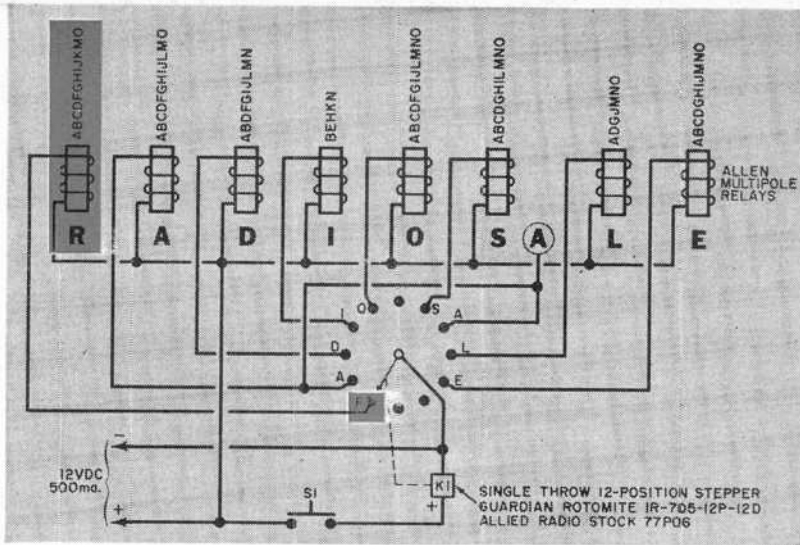 ABCDFGHIJKMO
ABCDFGHIJLMO
ABDFGIJLMN
BEHKN
ABCDFGIJLMNO
ABCDGHILMNO
ADGJMNO
ABCDGHIJMNO
ALLEN
MULTIPOLE
RELAYS
R A D I O S A L E
O S
I A
D L
A E
12VDC
500ma.
−
+
S1
K1
+
SINGLE THROW 12-POSITION STEPPER
GUARDIAN ROTOMITE IR-705-12P-12D
ALLIED RADIO STOCK 77P06